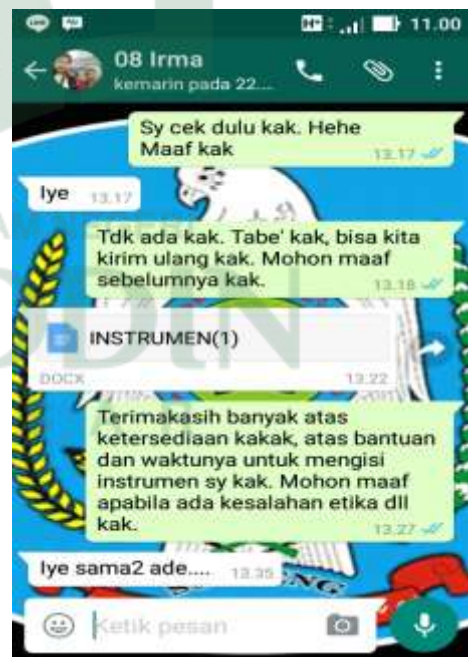 11.00
08 Irma
kemarin pada 22...
Sy cek dulu kak. Hehe
Maaf kak
13.17
Iye 13.17
Tdk ada kak. Tabe' kak, bisa kita
kirim ulang kak. Mohon maaf
sebelumnya kak.
13.18
INSTRUMEN(1)
DOCX 13.22
Terimakasih banyak atas
ketersediaan kakak, atas bantuan
dan waktunya untuk mengisi
instrumen sy kak. Mohon maaf
apabila ada kesalahan etika dll
kak.
13.27
Iye sama2 ade.... 13.35
Ketik pesan